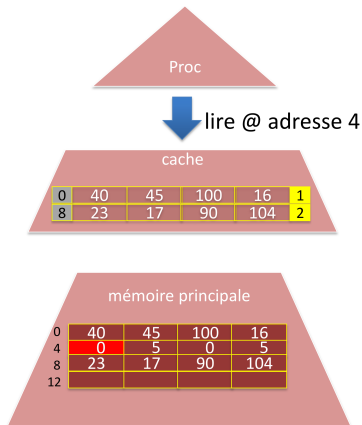 Proc
lire @ adresse 4
cache
0 40 45 100 16 1
8 23 17 90 104 2
mémoire principale
0 40 45 100 16
4 0 5 0 5
8 23 17 90 104
12